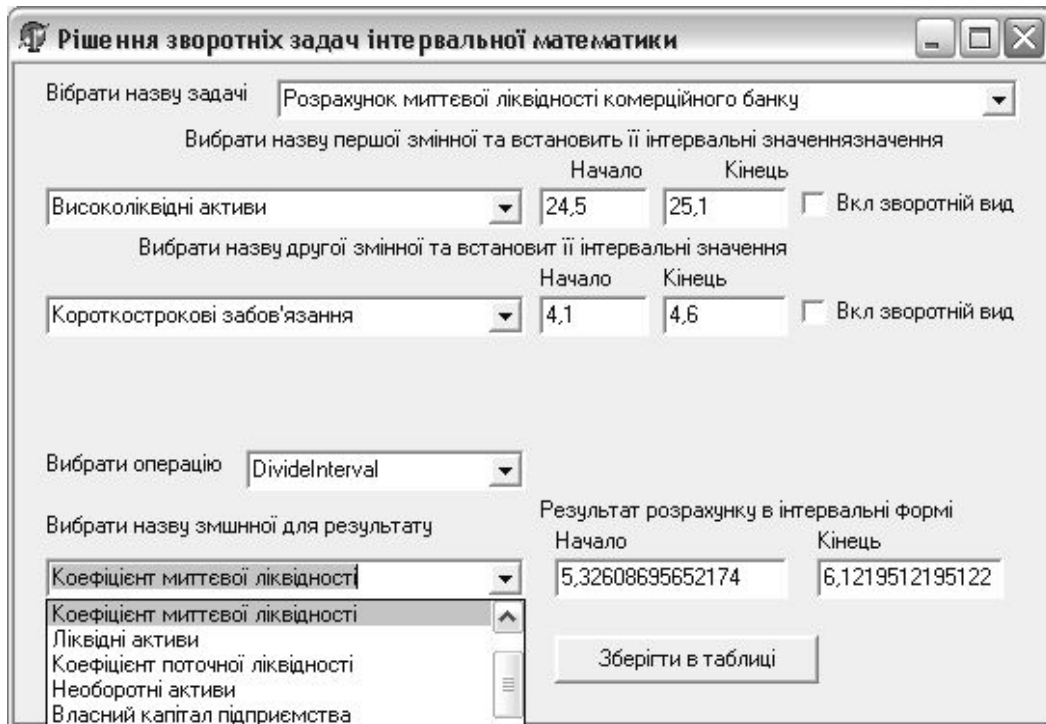 Рішення зворотніх задач інтервальної математики
Вібрати назву задачі Розрахунок миттєвої ліквідності комерційного банку
Вибрати назву першої змінної та встановить її інтервальні значеннязначення
Начало Кінець
Високоліквідні активи 24,5 25,1 Вкл зворотній вид
Вибрати назву другої змінної та встановит її інтервальні значення
Начало Кінець
Короткострокові забов'язання 4,1 4,6 Вкл зворотній вид
Вибрати операцію DivideInterval
Вибрати назву змшнної для результату Результат розрахунку в інтервальні формі
Начало Кінець
Коефіцієнт миттєвої ліквідності 5,32608695652174 6,1219512195122
Коефіцієнт миттєвої ліквідності
Ліквідні активи
Коефіцієнт поточної ліквідності Зберігти в таблиці
Необоротні активи
Власний капітал підприємства